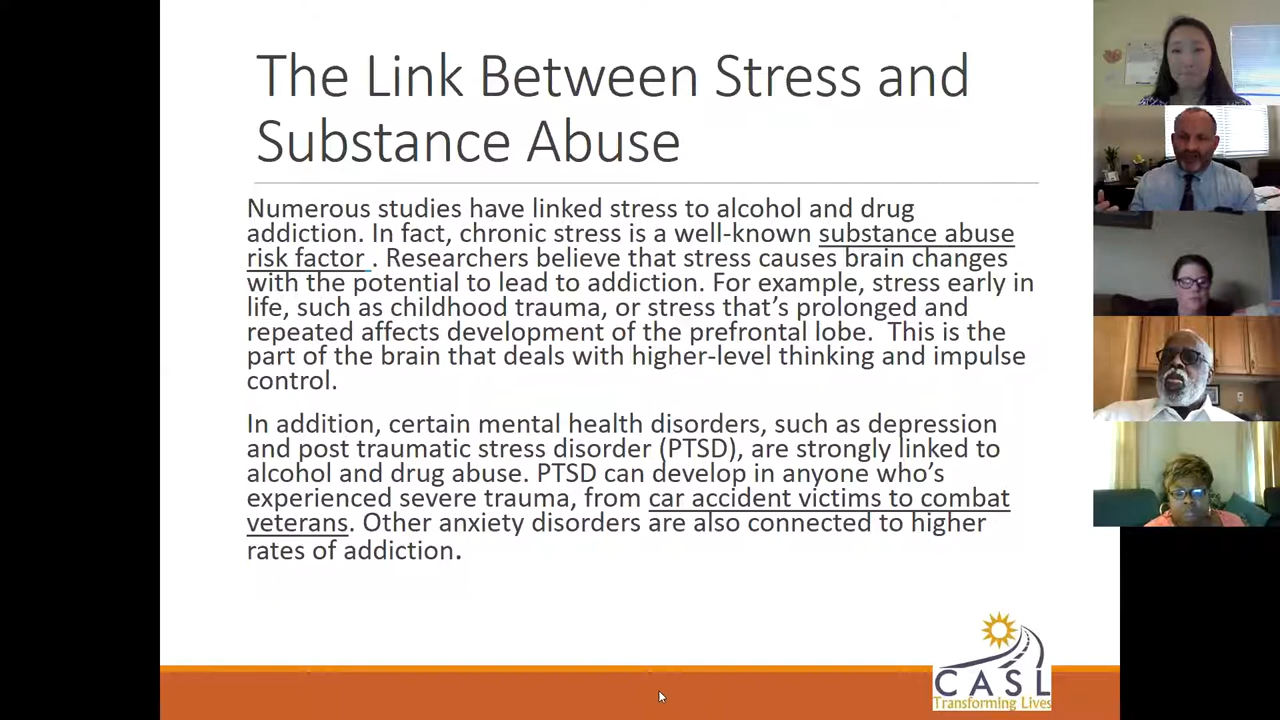 The Link Between Stress and
Substance Abuse
Numerous studies have linked stress to alcohol and drug
addiction. In fact, chronic stress is a well-known substance abuse
risk factor . Researchers believe that stress causes brain changes
with the potential to lead to addiction. For example, stress early in
life, such as childhood trauma, or stress that’s prolonged and
repeated affects development of the prefrontal lobe. This is the
part of the brain that deals with higher-level thinking and impulse
control.
In addition, certain mental health disorders, such as depression
and post traumatic stress disorder (PTSD), are strongly linked to
alcohol and drug abuse. PTSD can develop in anyone who’s
experienced severe trauma, from car accident victims to combat
veterans. Other anxiety disorders are also connected to higher
rates of addiction.
CASL
Transforming Lives